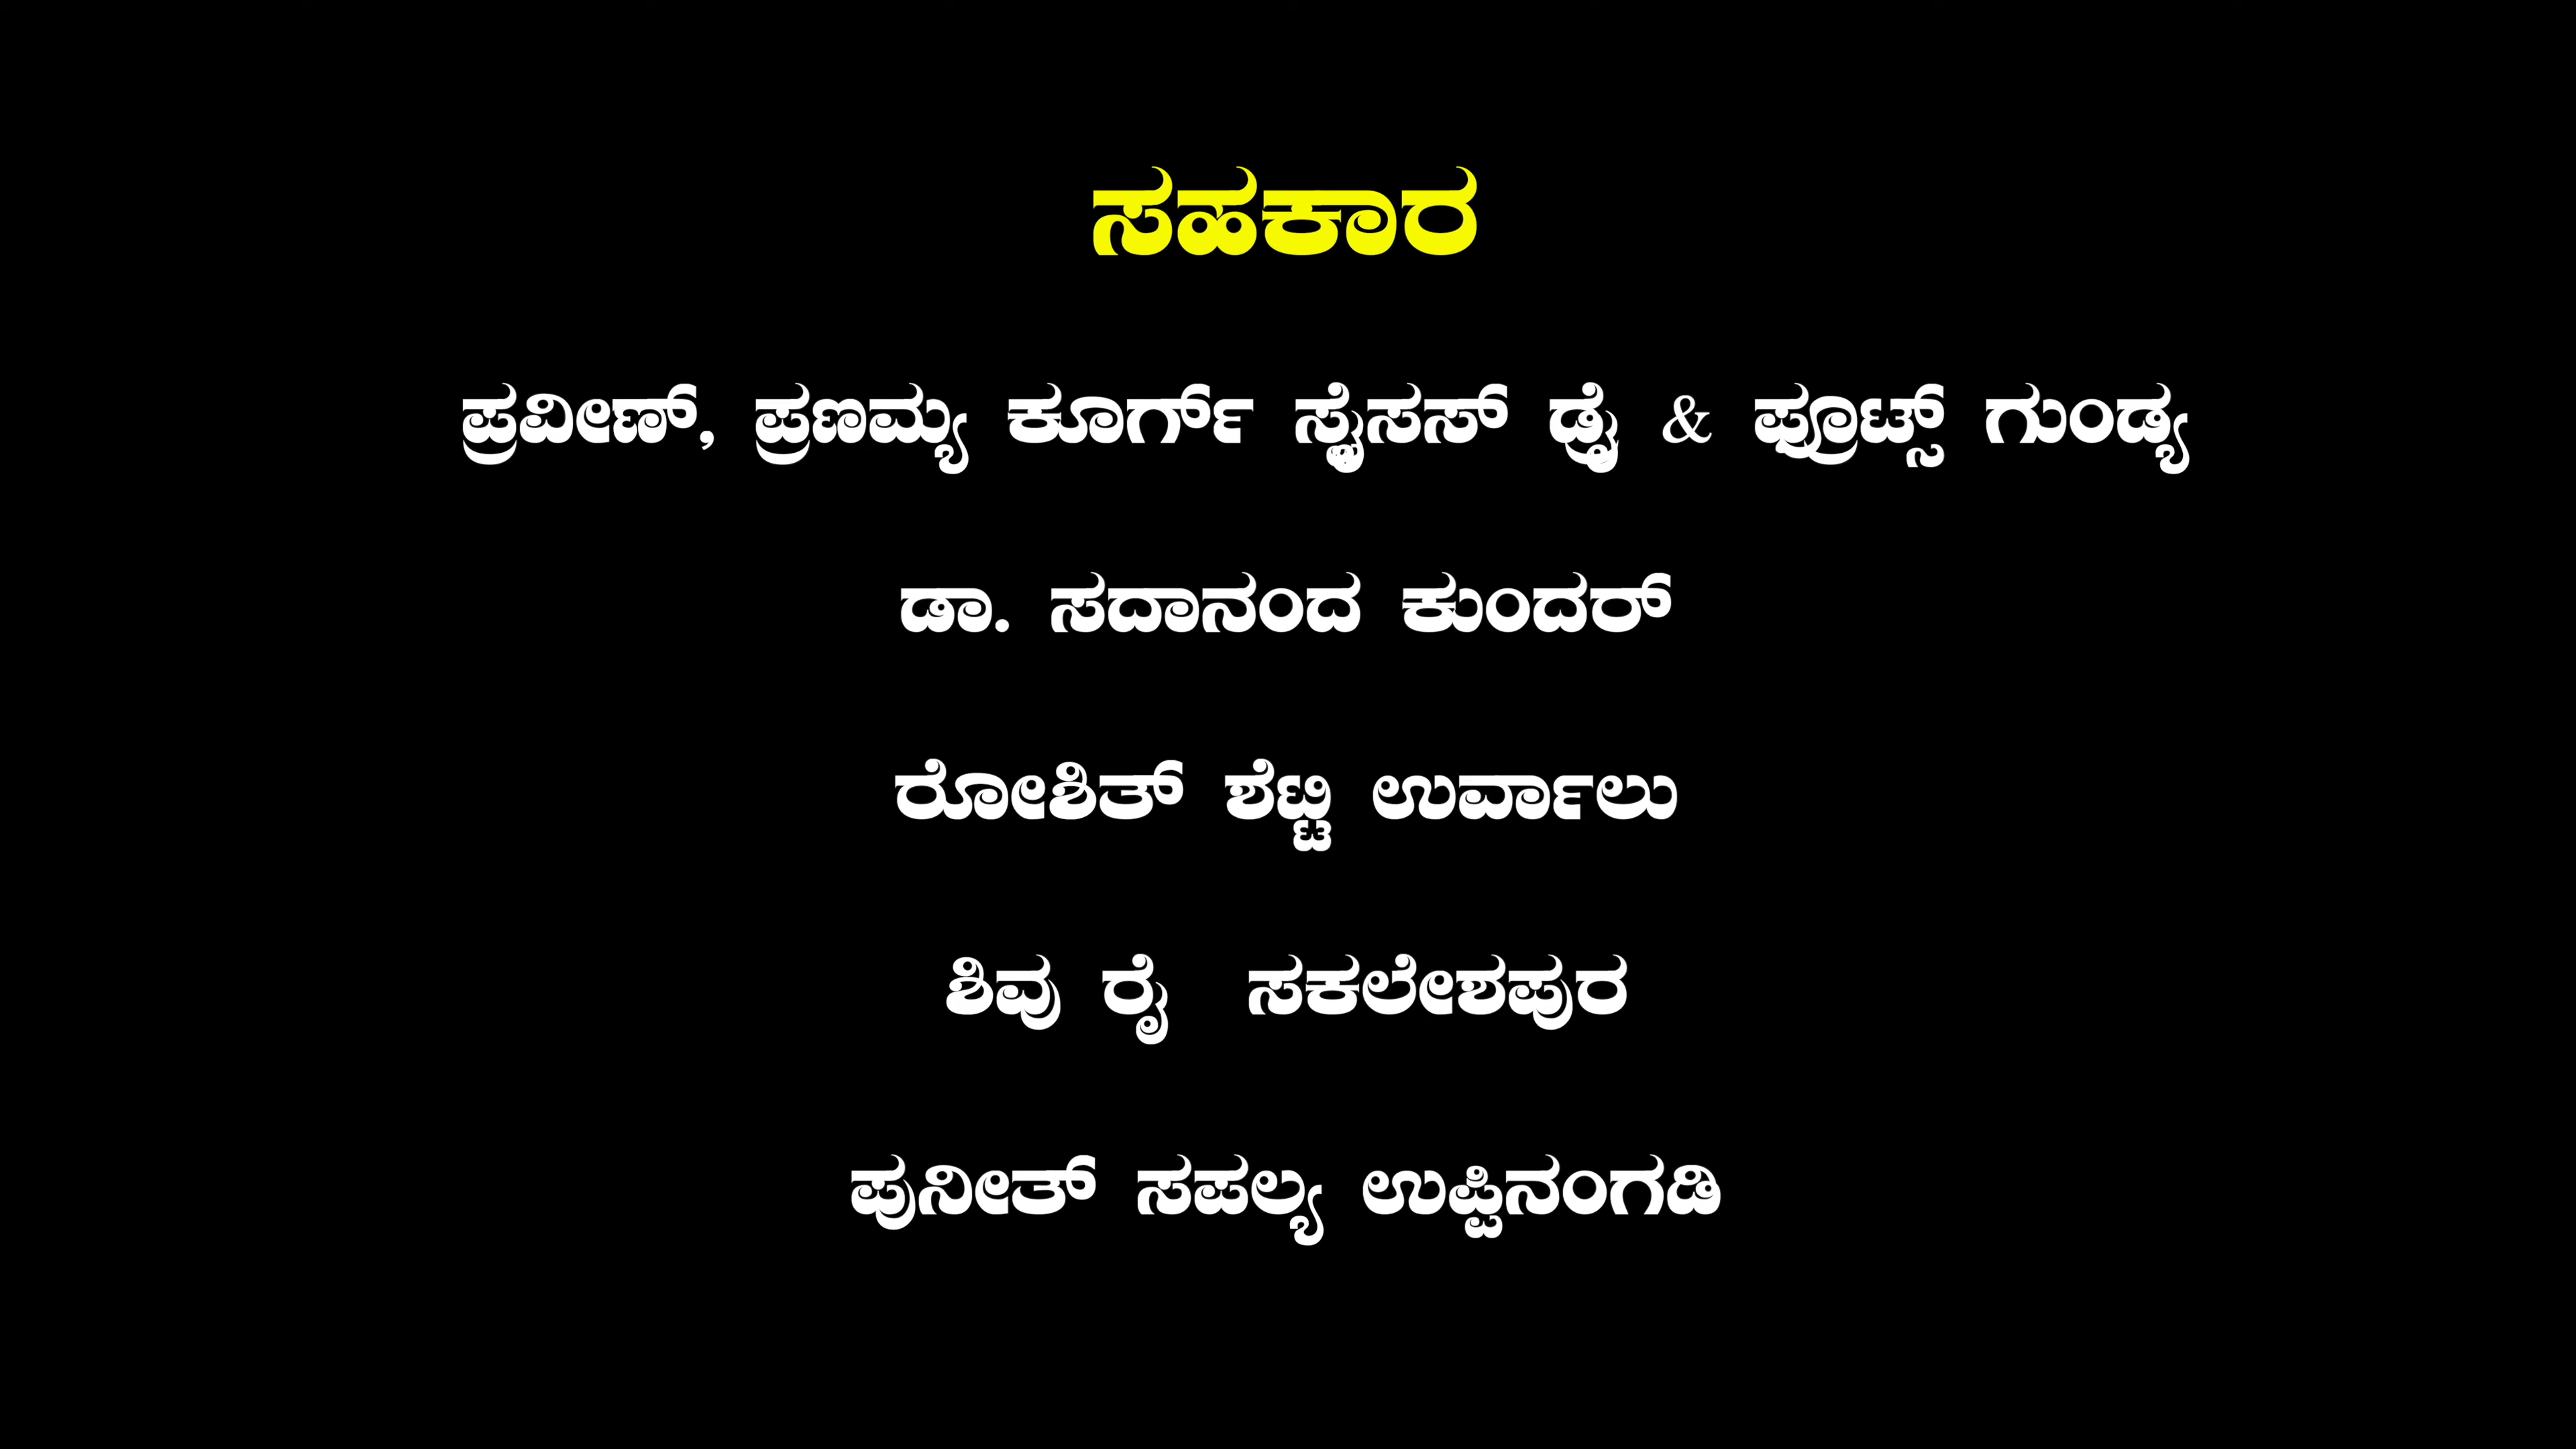 ಸಹಕಾರ
ಪ್ರವೀಣ್, ಪ್ರಣಮ್ಯ ಕೂರ್ಗ್ ಸ್ಪೈಸಸ್ ಡ್ರೈ & ಫ್ರೂಟ್ಸ್ ಗುಂಡ್ಯ
ಡಾ. ಸದಾನಂದ ಕುಂದರ್
ರೋಶಿತ್ ಶೆಟ್ಟಿ ಉರ್ವಾಲು
ಶಿವು ರೈ ಸಕಲೇಶಪುರ
ಪುನೀತ್ ಸಪಲ್ಯ ಉಪ್ಪಿನಂಗಡಿ